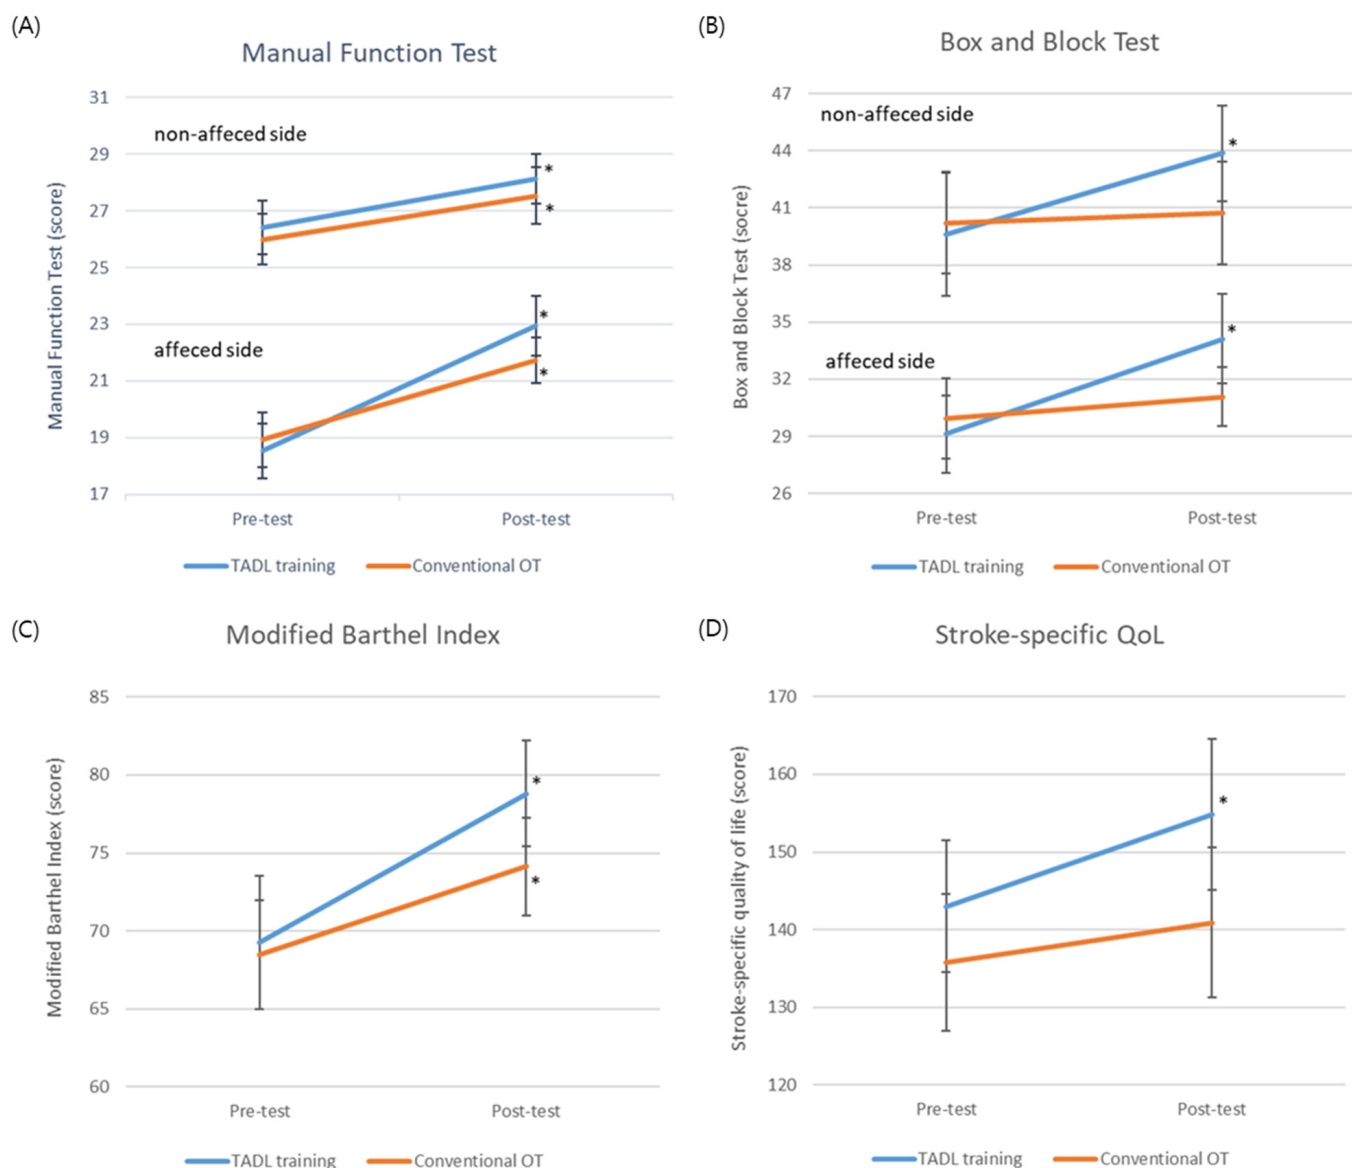 (A)
Manual Function Test
Manual Function Test (score)
31
29
27
25
23
21
19
17
non-affeced side
*
*
affeced side
*
*
Pre-test
Post-test
TADL training
Conventional OT
(B)
Box and Block Test
Box and Block Test (socre)
47
44
41
38
35
32
29
26
non-affeced side
*
affeced side
*
Pre-test
Post-test
TADL training
Conventional OT
(C)
Modified Barthel Index
Modified Barthel Index (score)
85
80
75
70
65
60
*
*
Pre-test
Post-test
TADL training
Conventional OT
(D)
Stroke-specific QoL
Stroke-specific quality of life (score)
170
160
150
140
130
120
*
Pre-test
Post-test
TADL training
Conventional OT